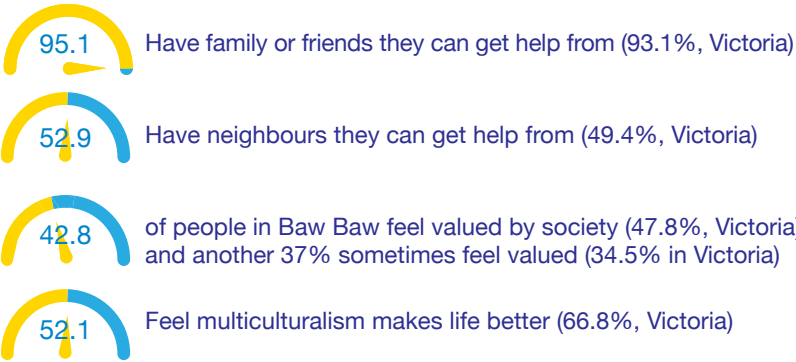 95.1 Have family or friends they can get help from (93.1%, Victoria)
52.9 Have neighbours they can get help from (49.4%, Victoria)
42.8 of people in Baw Baw feel valued by society (47.8%, Victoria)
and another 37% sometimes feel valued (34.5% in Victoria)
52.1 Feel multiculturalism makes life better (66.8%, Victoria)